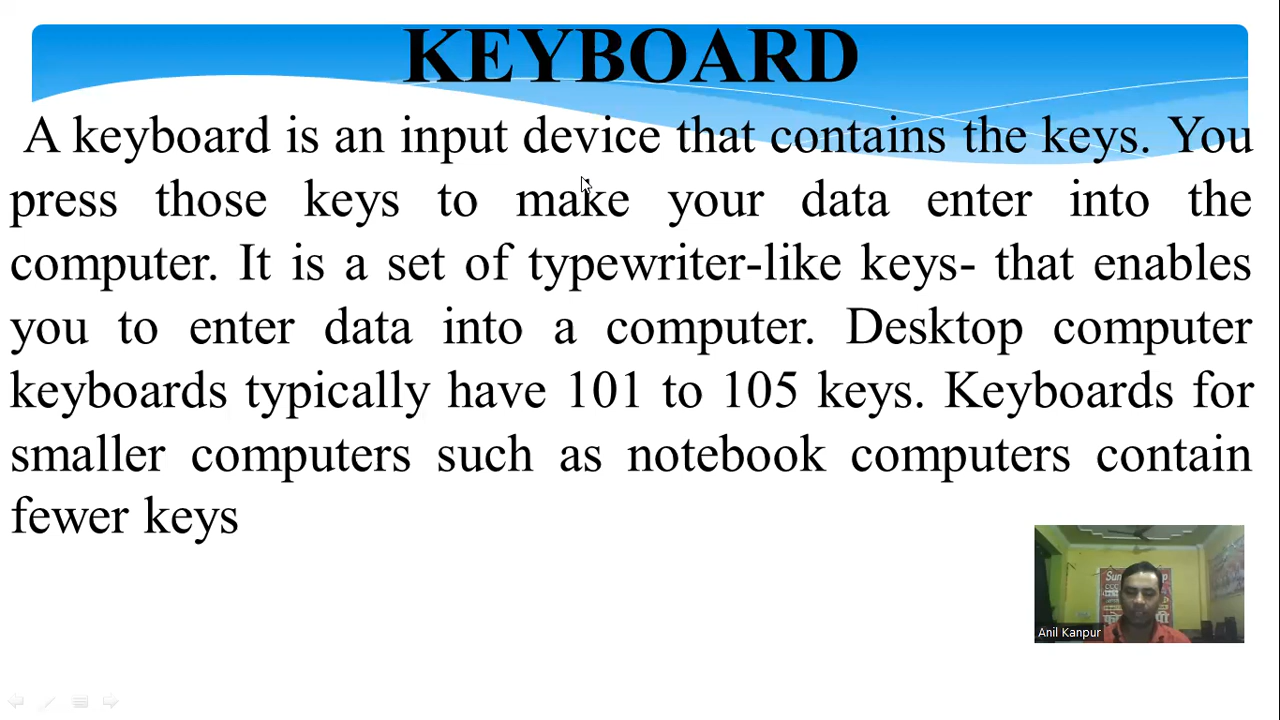 KEYBOARD
A keyboard is an input device that contains the keys. You
press those keys to make your data enter into the
computer. It is a set of typewriter-like keys- that enables
you to enter data into a computer. Desktop computer
keyboards typically have 101 to 105 keys. Keyboards for
smaller computers such as notebook computers contain
fewer keys
Anil Kanpur